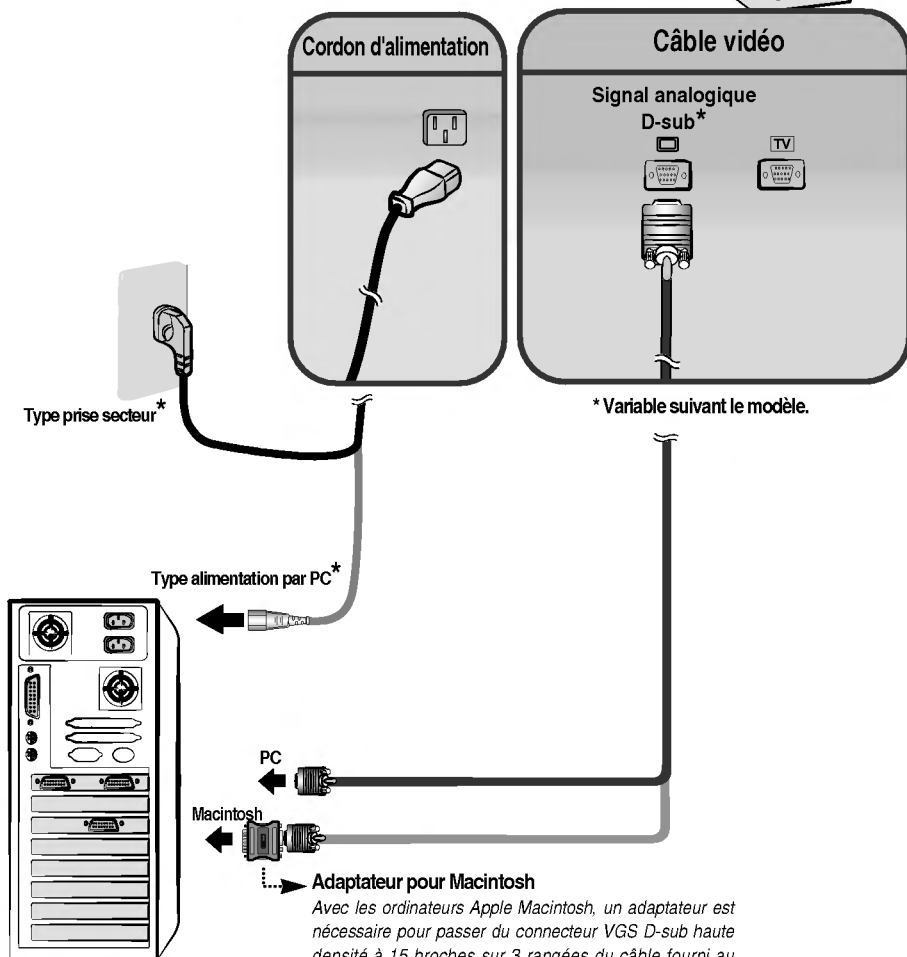 Cordon d'alimentation
Câble vidéo
Signal analogique
D-sub*
TV
Type prise secteur*
* Variable suivant le modèle.
Type alimentation par PC*
PC
Macintosh
Adaptateur pour Macintosh
Avec les ordinateurs Apple Macintosh, un adaptateur est
nécessaire pour passer du connecteur VGS D-sub haute
densité à 15 broches sur 3 rangées du câble fourni au